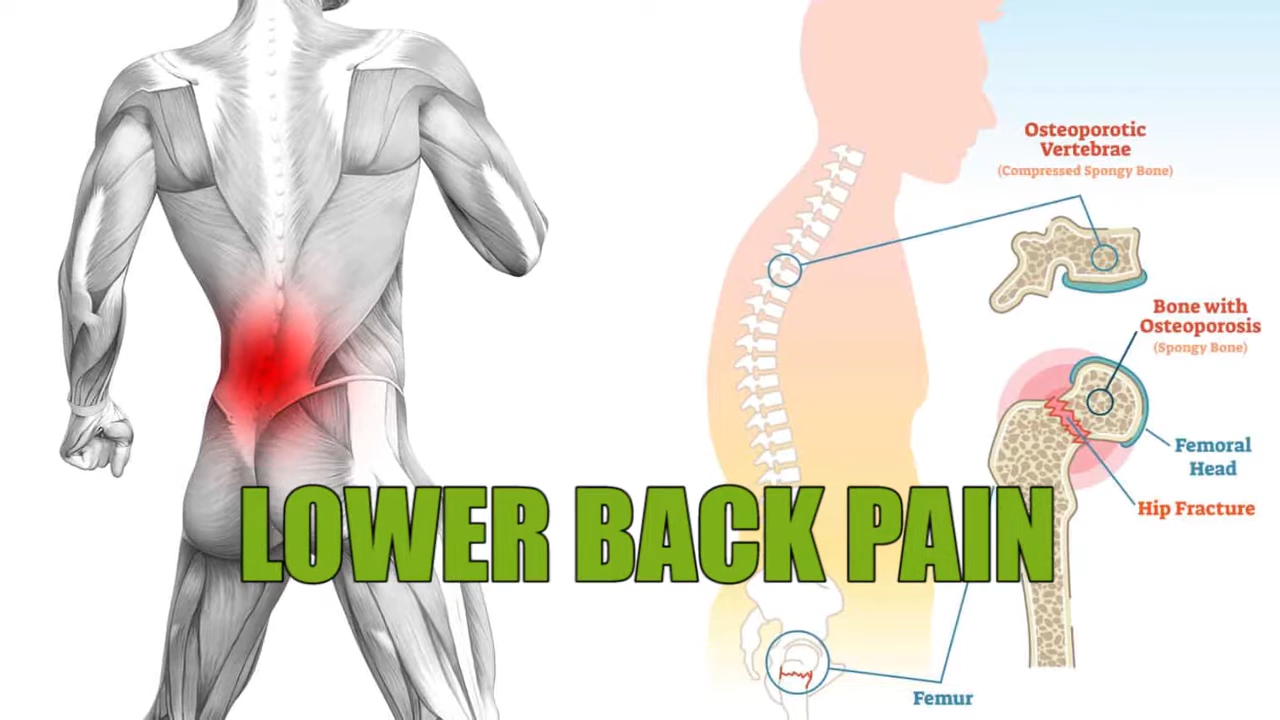 Osteoporotic
Vertebrae
(Compressed Spongy Bone)
Bone with
Osteoporosis
(Spongy Bone)
Femoral
Head
Hip Fracture
LOWER BACK PAIN
Femur